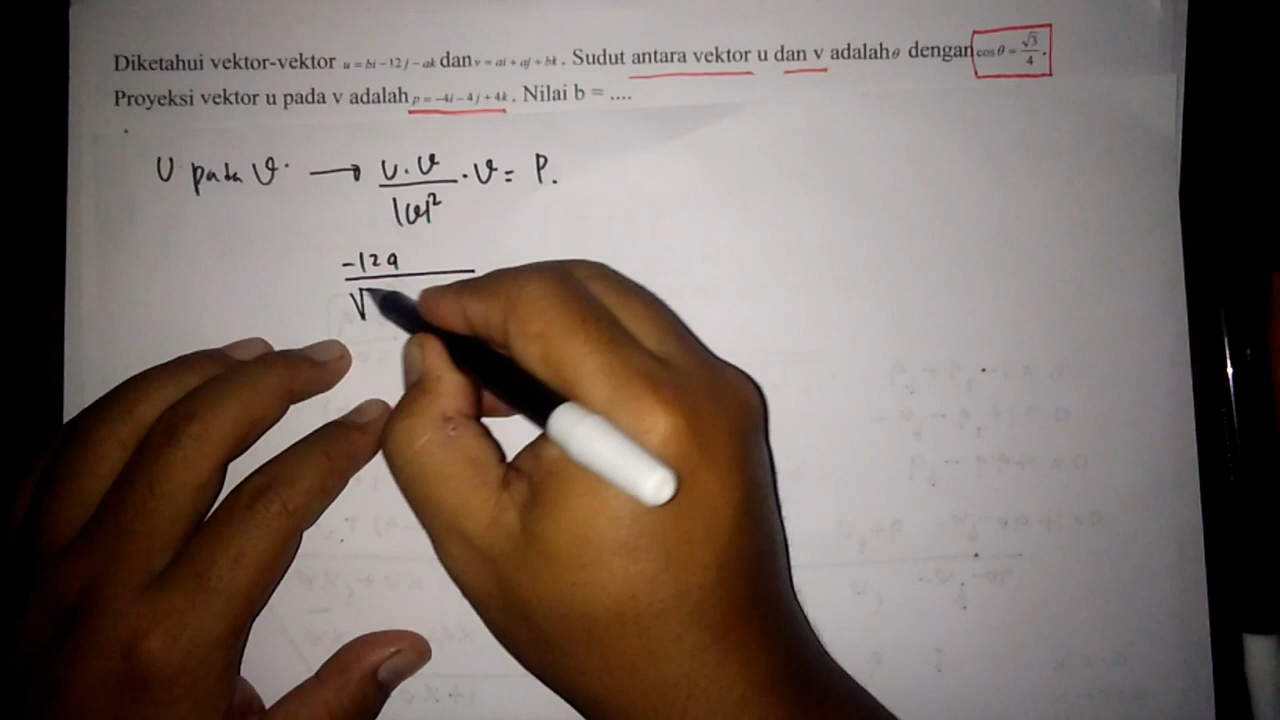 Diketahui vektor-vektor u = bi – 12j – ak dan v = ai + aj + bk. Sudut antara vektor u dan v adalah θ dengan cos θ = √3/4.
Proyeksi vektor u pada v adalah p = –4i – 4j + 4k. Nilai b = ....
U pada v. → U.v/|v|² . v = P.
-12a
√